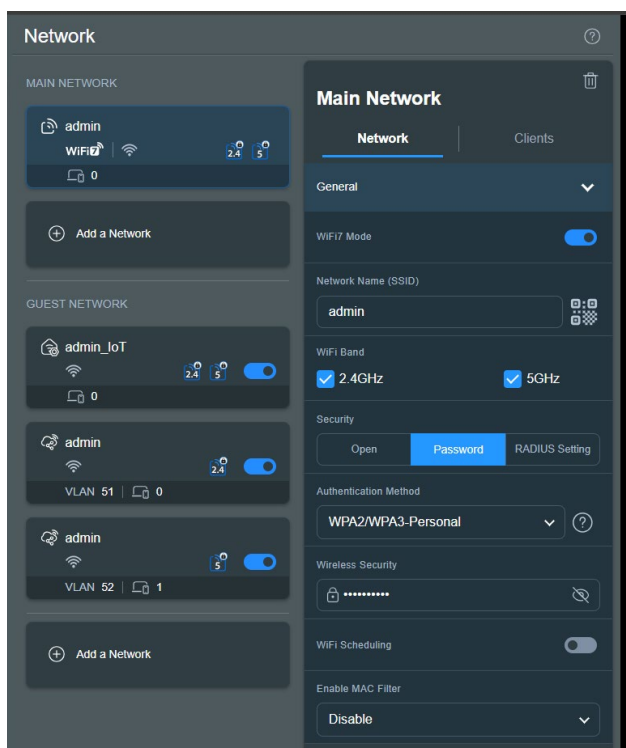 Network
MAIN NETWORK
admin
WiFi 7
2.4 5
0
Add a Network
GUEST NETWORK
admin_IoT
2.4 5
0
admin
2.4
VLAN 51 | 0
admin
5
VLAN 52 | 1
Add a Network
Main Network
Network Clients
General
WiFi7 Mode
Network Name (SSID)
admin
WiFi Band
2.4GHz 5GHz
Security
Open Password RADIUS Setting
Authentication Method
WPA2/WPA3-Personal
Wireless Security
••••••••••
WiFi Scheduling
Enable MAC Filter
Disable